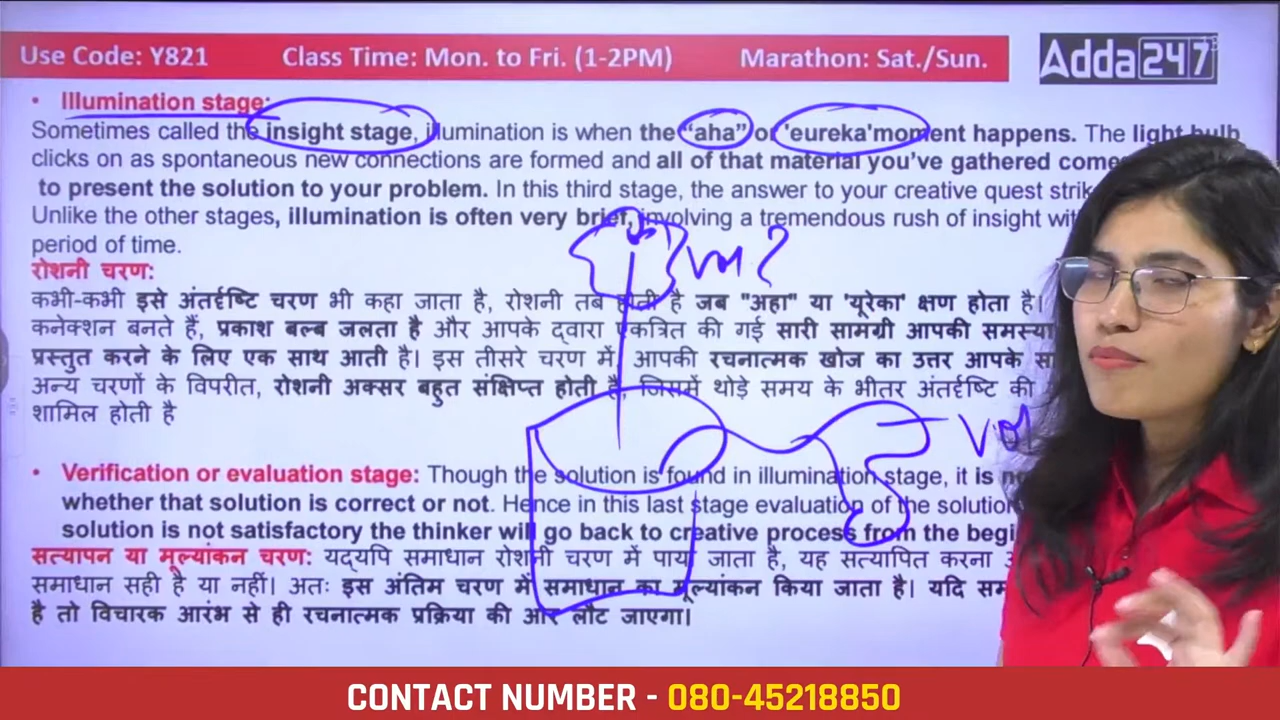 Use Code: Y821 Class Time: Mon. to Fri. (1-2PM) Marathon: Sat./Sun.
Adda247
• Illumination stage:
Sometimes called the insight stage, illumination is when the "aha" or 'eureka'moment happens. The light bulb
clicks on as spontaneous new connections are formed and all of that material you've gathered
to present the solution to your problem. In this third stage, the answer to your creative quest
Unlike the other stages, illumination is often very brief, involving a tremendous rush of insight
period of time.
रोशनी चरण:
कभी-कभी इसे अंतर्दृष्टि चरण भी कहा जाता है, रोशनी तब होती है जब "अहा" या 'यूरेका' क्षण होता है।
कनेक्शन बनते हैं, प्रकाश बल्ब जलता है और आपके द्वारा एकत्रित की गई सारी सामग्री आपकी समस्या
प्रस्तुत करने के लिए एक साथ आती है। इस तीसरे चरण में, आपकी रचनात्मक खोज का उत्तर आपके
अन्य चरणों के विपरीत, रोशनी अक्सर बहुत संक्षिप्त होती है, जिसमें थोड़े समय के भीतर अंतर्दृष्टि की
शामिल होती है
Vol?
Vol
• Verification or evaluation stage: Though the solution is found in illumination stage, it is
whether that solution is correct or not. Hence in this last stage evaluation of the solution
solution is not satisfactory the thinker will go back to creative process from the
सत्यापन या मूल्यांकन चरण: यद्यपि समाधान रोशनी चरण में पाया जाता है, यह सत्यापित करना
समाधान सही है या नहीं। अतः इस अंतिम चरण में समाधान का मूल्यांकन किया जाता है। यदि
है तो विचारक आरंभ से ही रचनात्मक प्रक्रिया की ओर लौट जाएगा।
CONTACT NUMBER - 080-45218850